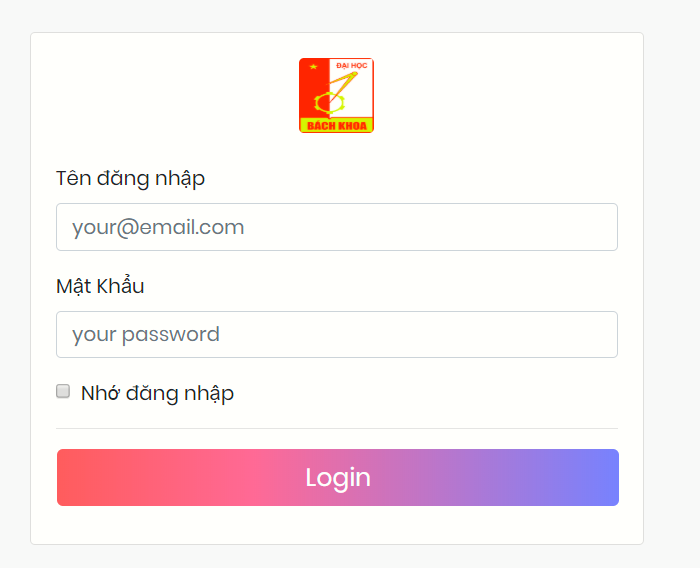 ĐẠI HỌC
BÁCH KHOA
Tên đăng nhập
your@email.com
Mật Khẩu
your password
Nhớ đăng nhập
Login